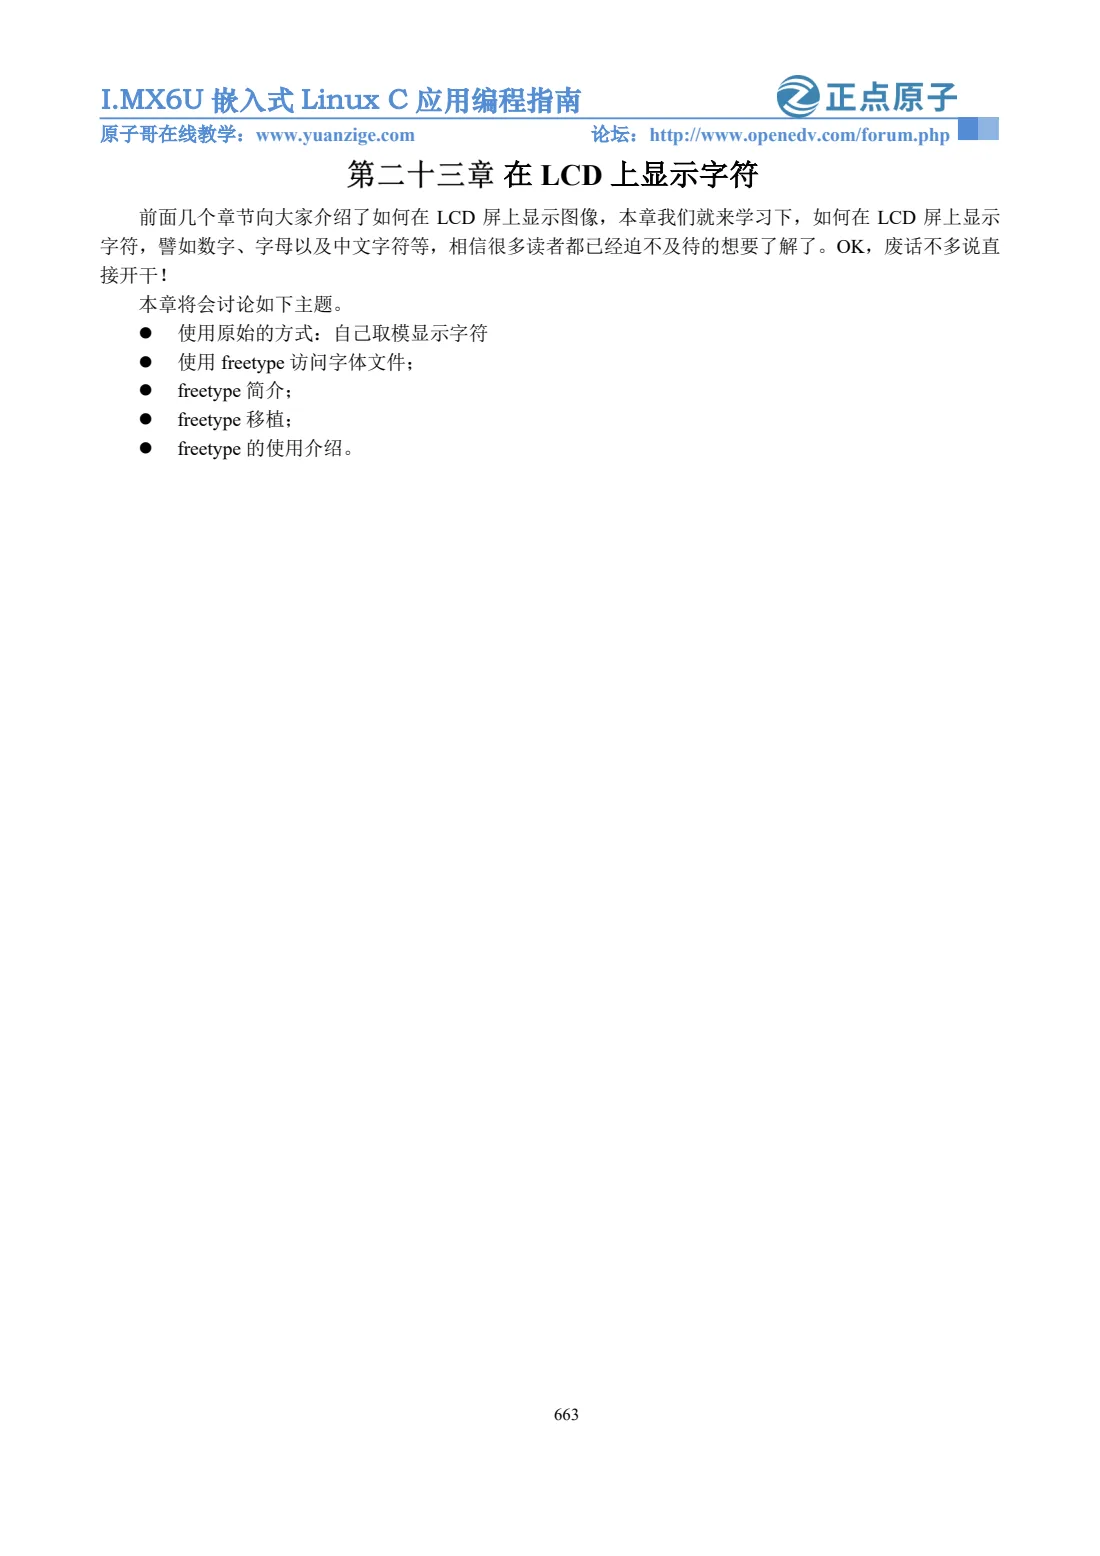 I.MX6U 嵌入式 Linux C 应用编程指南
正点原子
原子哥在线教学：www.yuanzige.com 论坛：http://www.openedv.com/forum.php
第二十三章 在 LCD 上显示字符
前面几个章节向大家介绍了如何在 LCD 屏上显示图像，本章我们就来学习下，如何在 LCD 屏上显示
字符，譬如数字、字母以及中文字符等，相信很多读者都已经迫不及待的想要了解了。OK，废话不多说直
接开干！
本章将会讨论如下主题。
● 使用原始的方式：自己取模显示字符
● 使用 freetype 访问字体文件；
● freetype 简介；
● freetype 移植；
● freetype 的使用介绍。
663